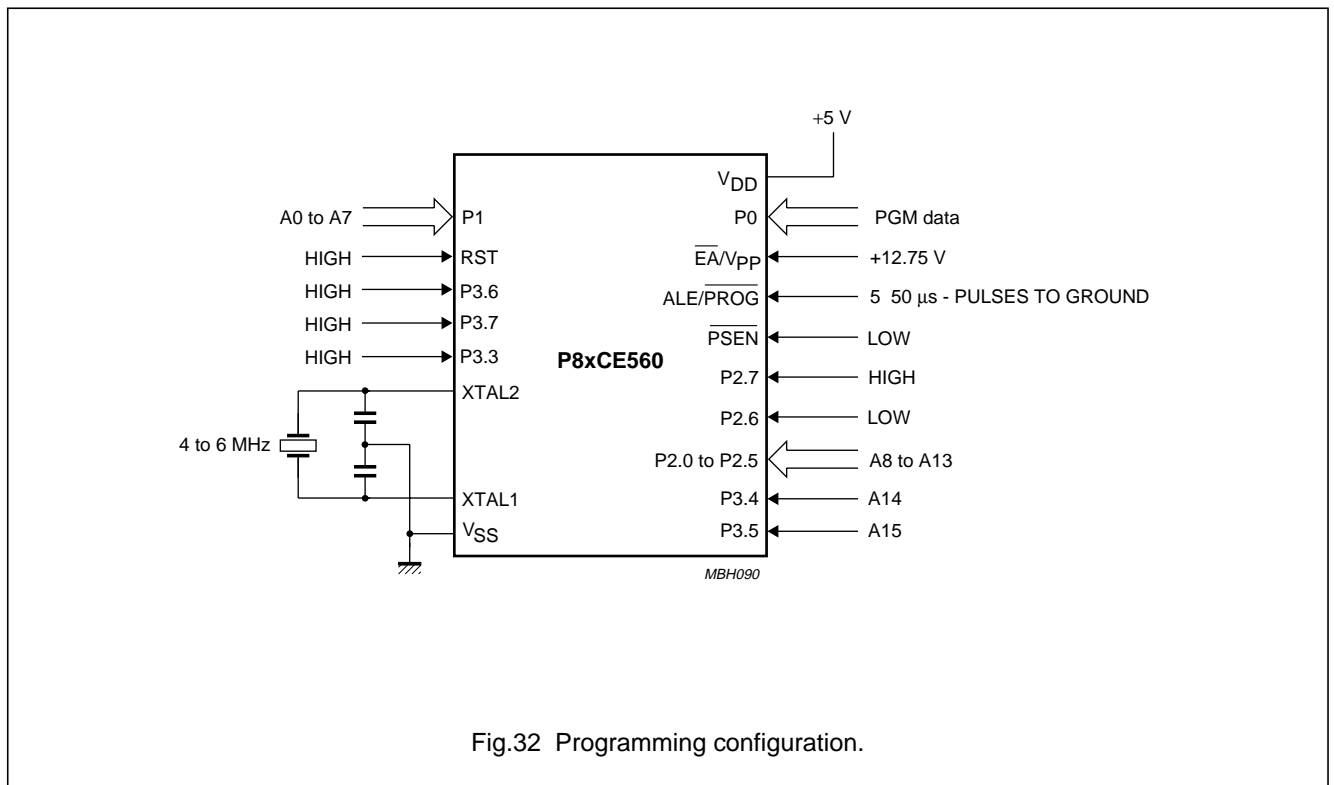 +5 V
VDD
A0 to A7 P1 P0 PGM data
HIGH RST EA/VPP +12.75 V
HIGH P3.6 ALE/PROG 5 50 μs - PULSES TO GROUND
HIGH P3.7 PSEN LOW
HIGH P3.3 P8xCE560 P2.7 HIGH
XTAL2 P2.6 LOW
4 to 6 MHz P2.0 to P2.5 A8 to A13
XTAL1 P3.4 A14
VSS P3.5 A15
MBH090
Fig.32 Programming configuration.